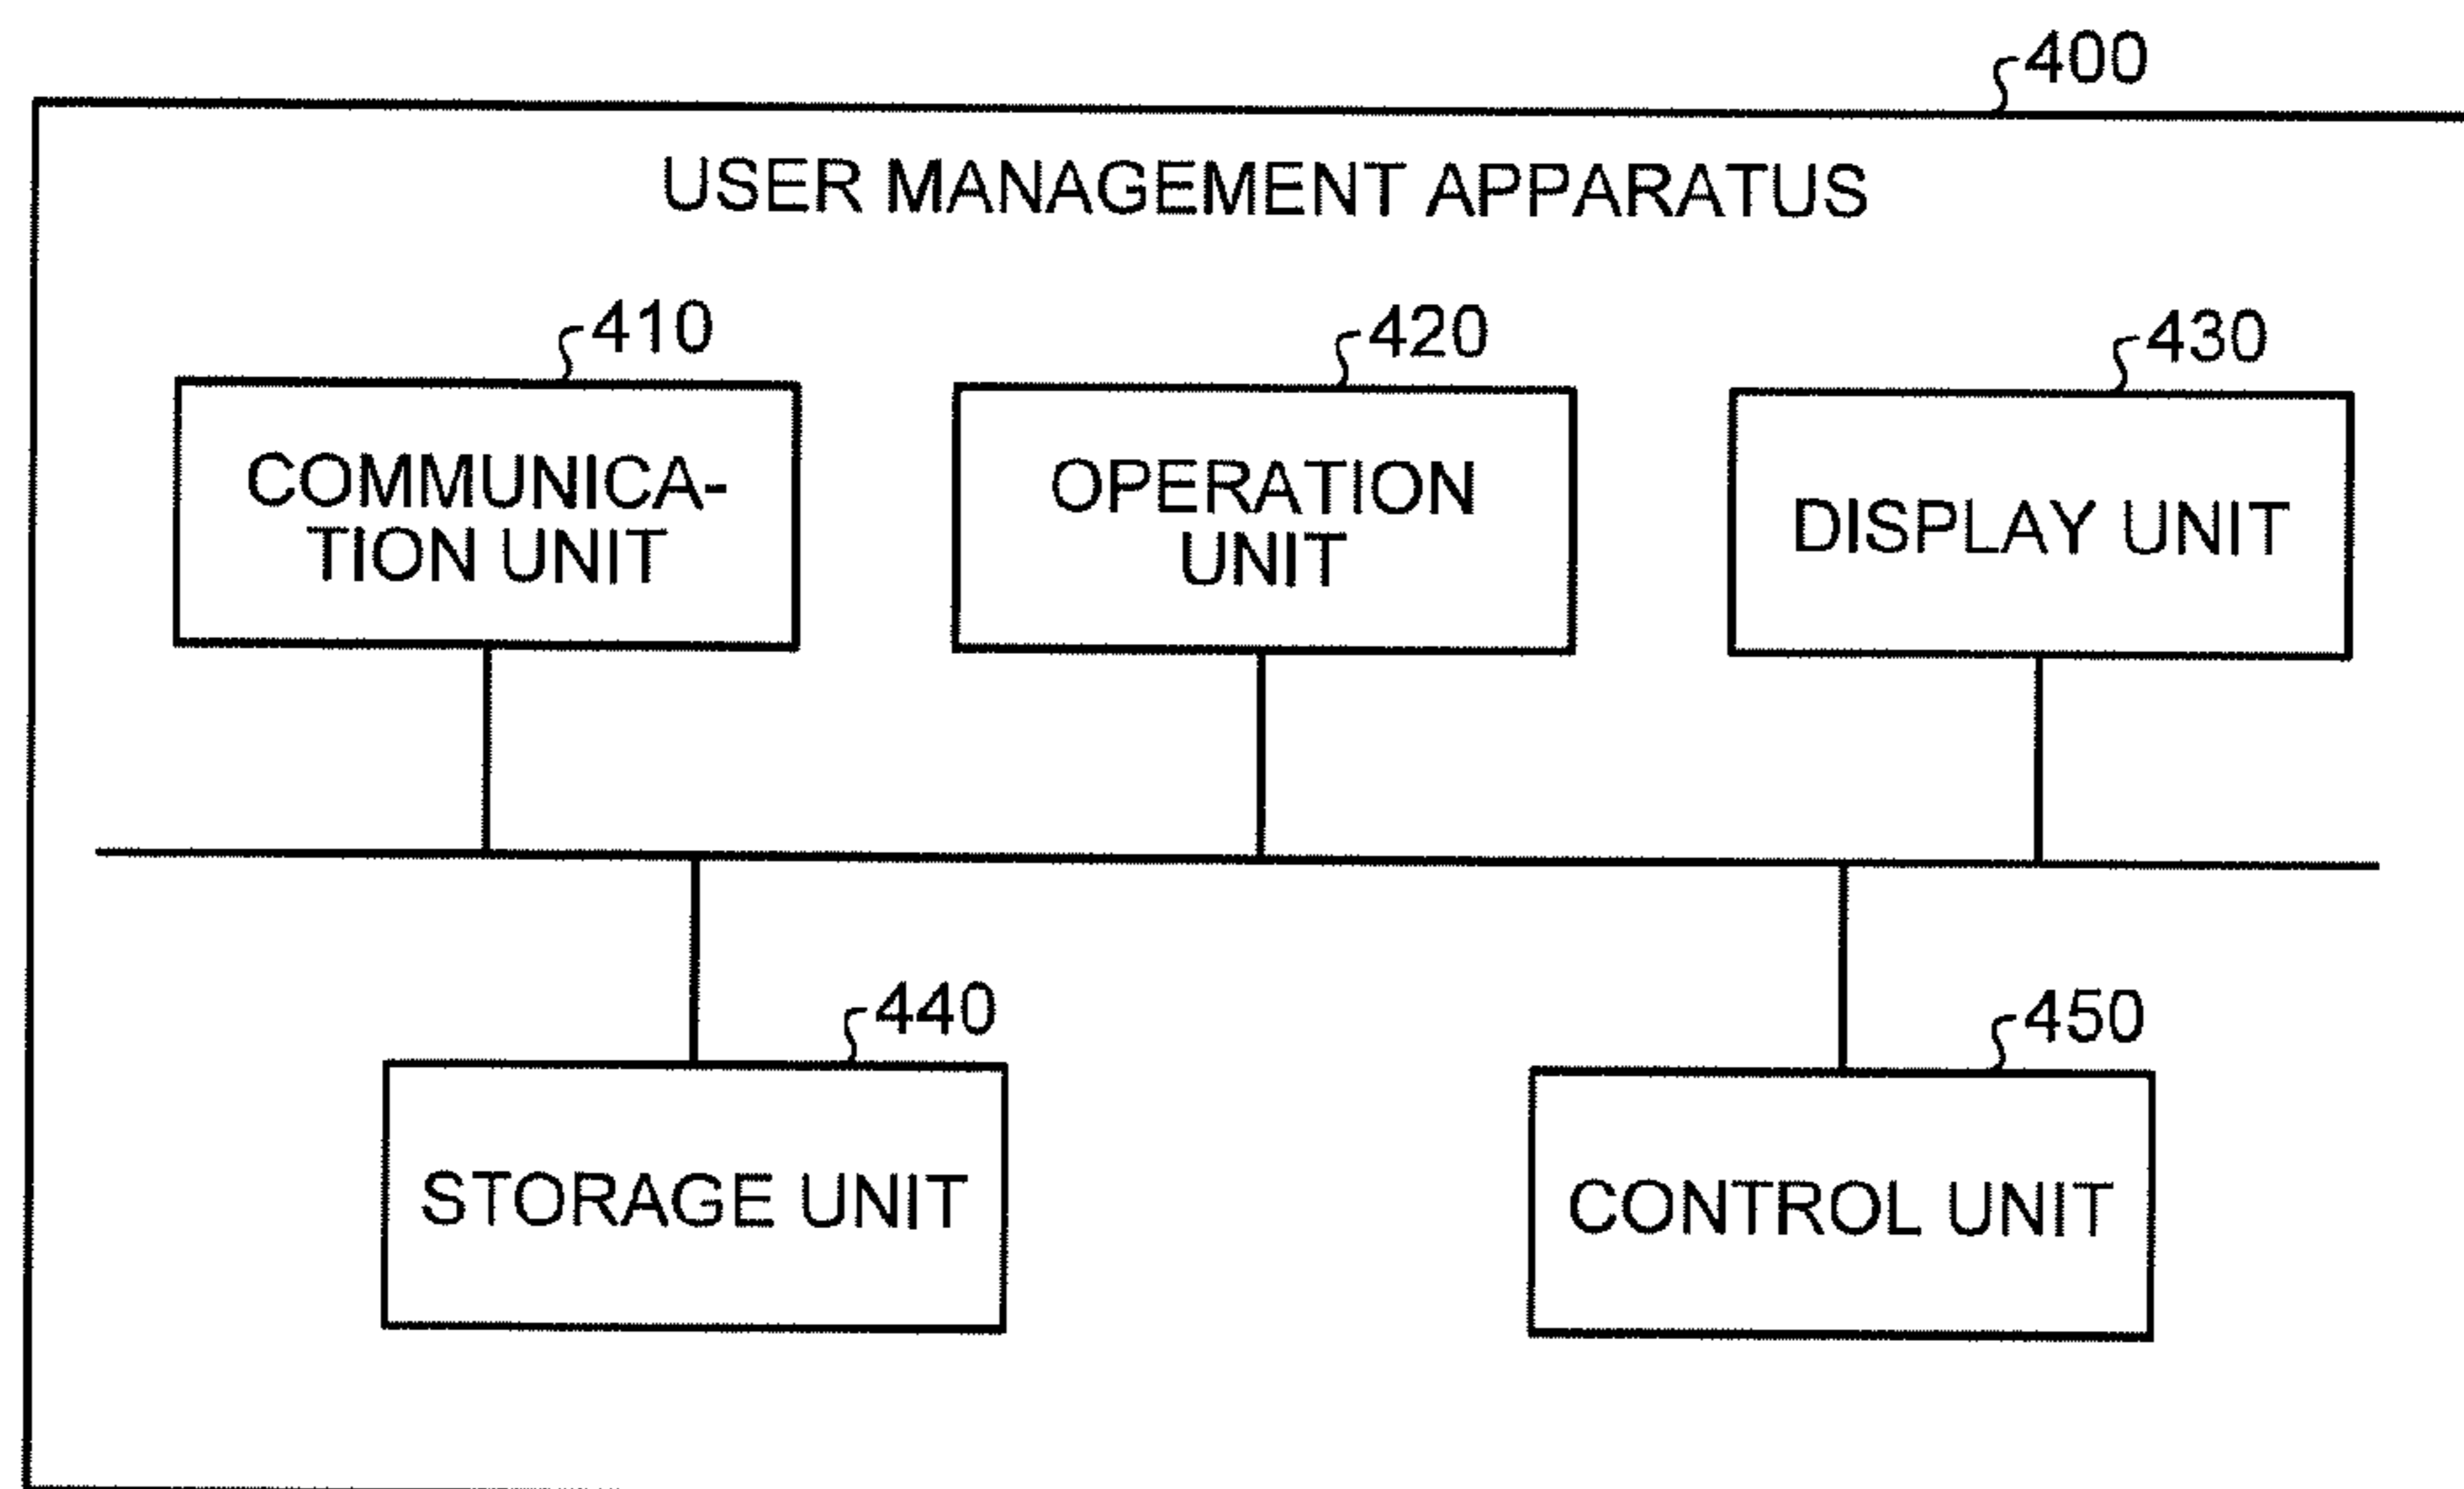 400
USER MANAGEMENT APPARATUS
410
420
430
COMMUNICA-
TION UNIT
OPERATION
UNIT
DISPLAY UNIT
440
450
STORAGE UNIT
CONTROL UNIT